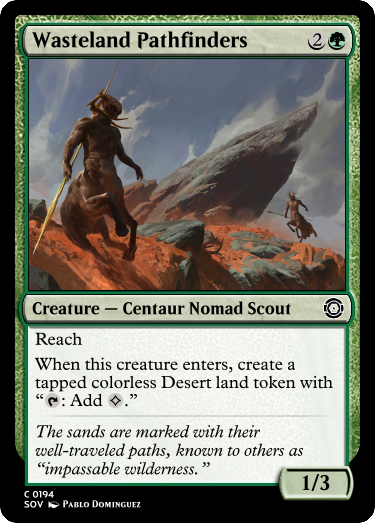 Wasteland Pathfinders 2
Creature — Centaur Nomad Scout
Reach
When this creature enters, create a
tapped colorless Desert land token with
“: Add .”
The sands are marked with their
well-traveled paths, known to others as
“impassable wilderness.”
1/3
C 0194
SOV Pablo Dominguez